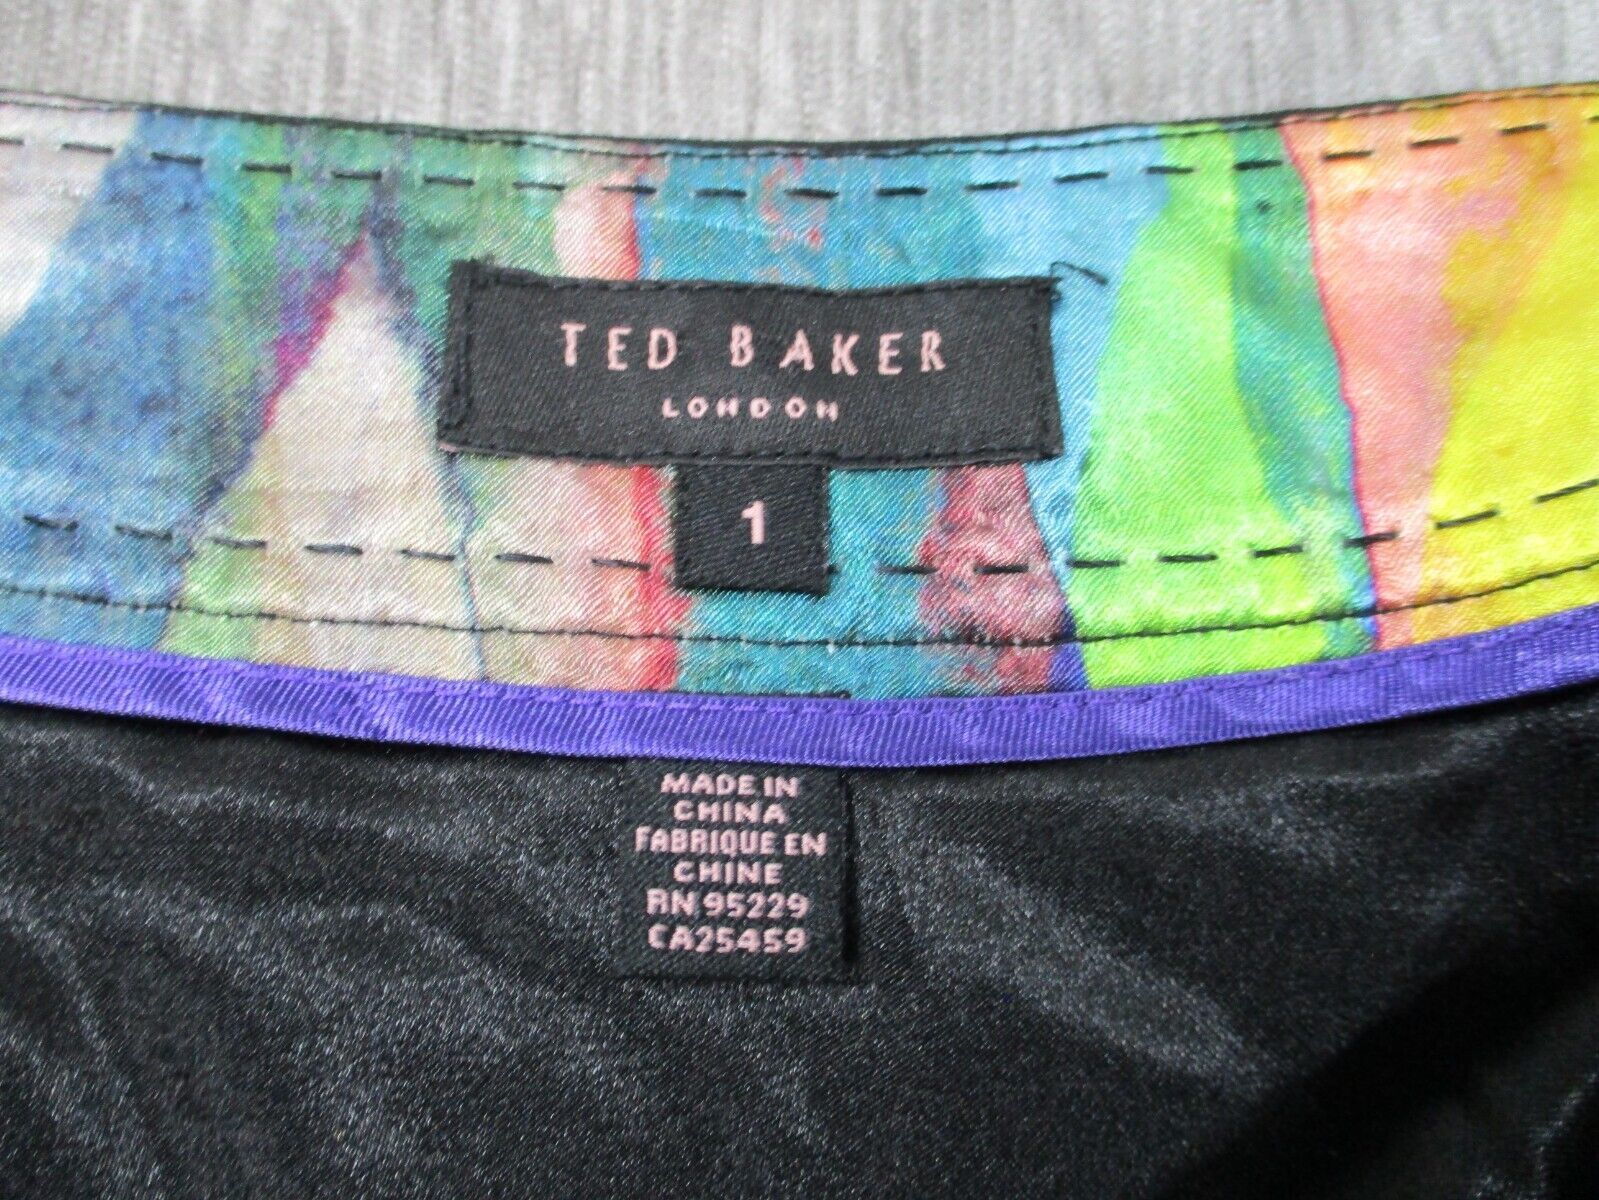 TED BAKER
LONDON
1
MADE IN
CHINA
FABRIQUE EN
CHINE
RN 95229
CA25459